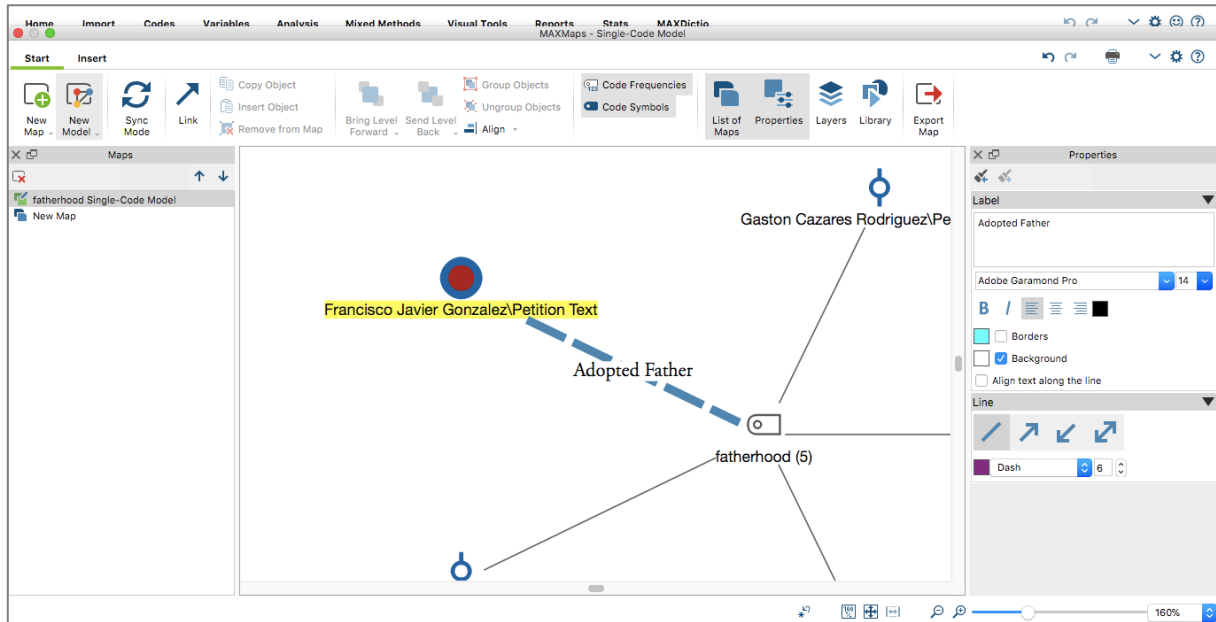 Home Import Codes Variables Analysis Mixed Methods Visual Tools Reports Stats MAXDictio
MAXMaps - Single-Code Model
Start Insert
New Map
New Model
Sync Mode
Link
Copy Object
Insert Object
Remove from Map
Bring Level Forward
Send Level Back
Group Objects
Ungroup Objects
Align
Code Frequencies
Code Symbols
List of Maps
Properties
Layers
Library
Export Map
Maps
fatherhood Single-Code Model
New Map
Gaston Cazares Rodriguez\Pe
Francisco Javier Gonzalez\Petition Text
Adopted Father
fatherhood (5)
Properties
Label
Adopted Father
Adobe Garamond Pro 14
B I
Borders
Background
Align text along the line
Line
Dash 6
160%